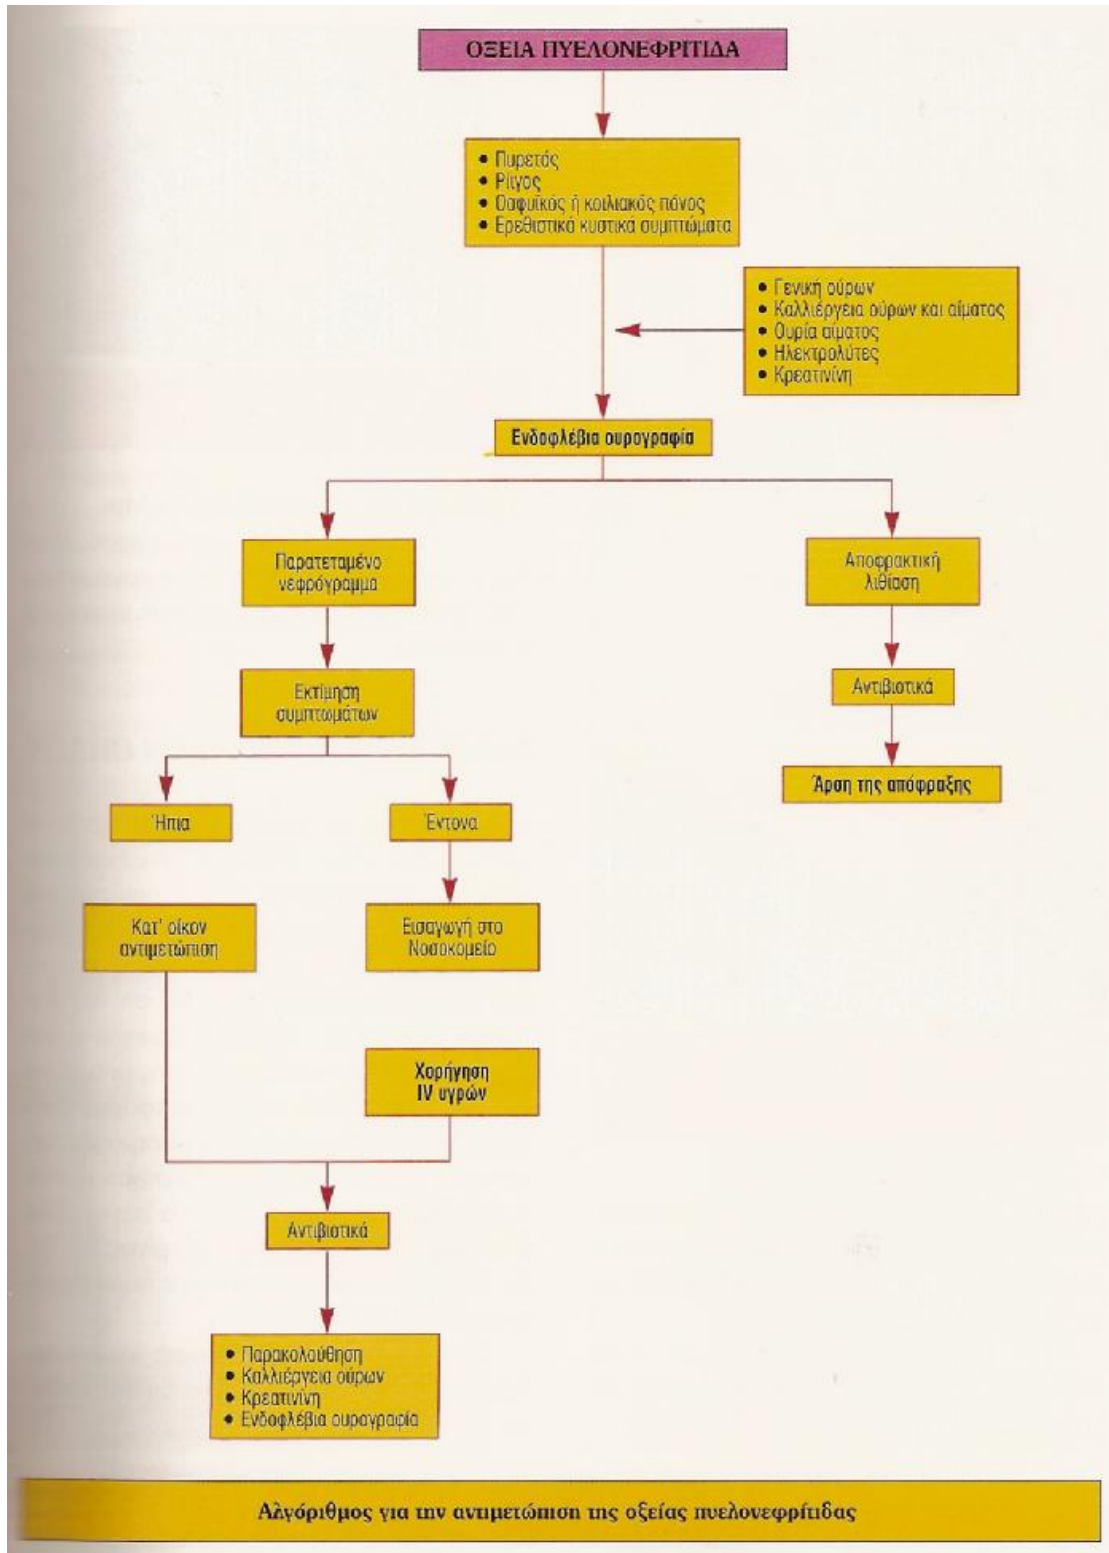 ΟΞΕΙΑ ΠΥΕΛΟΝΕΦΡΙΤΙΔΑ
• Πυρετός
• Ρίγος
• Οσφυϊκός ή κοιλιακός πόνος
• Ερεθιστικά κυστικά συμπτώματα
• Γενική ούρων
• Καλλιέργεια ούρων και αίματος
• Ουρία αίματος
• Ηλεκτρολύτες
• Κρεατινίνη
Ενδοφλέβια ουρογραφία
Παρατεταμένο
νεφρόγραμμα
Αποφρακτική
λιθίαση
Εκτίμηση
συμπτωμάτων
Αντιβιοτικά
Άρση της απόφραξης
Ήπια
Έντονα
Κατ' οίκον
αντιμετώπιση
Εισαγωγή στο
Νοσοκομείο
Χορήγηση
IV υγρών
Αντιβιοτικά
• Παρακολούθηση
• Καλλιέργεια ούρων
• Κρεατινίνη
• Ενδοφλέβια ουρογραφία
Αλγόριθμος για την αντιμετώπιση της οξείας πυελονεφρίτιδας